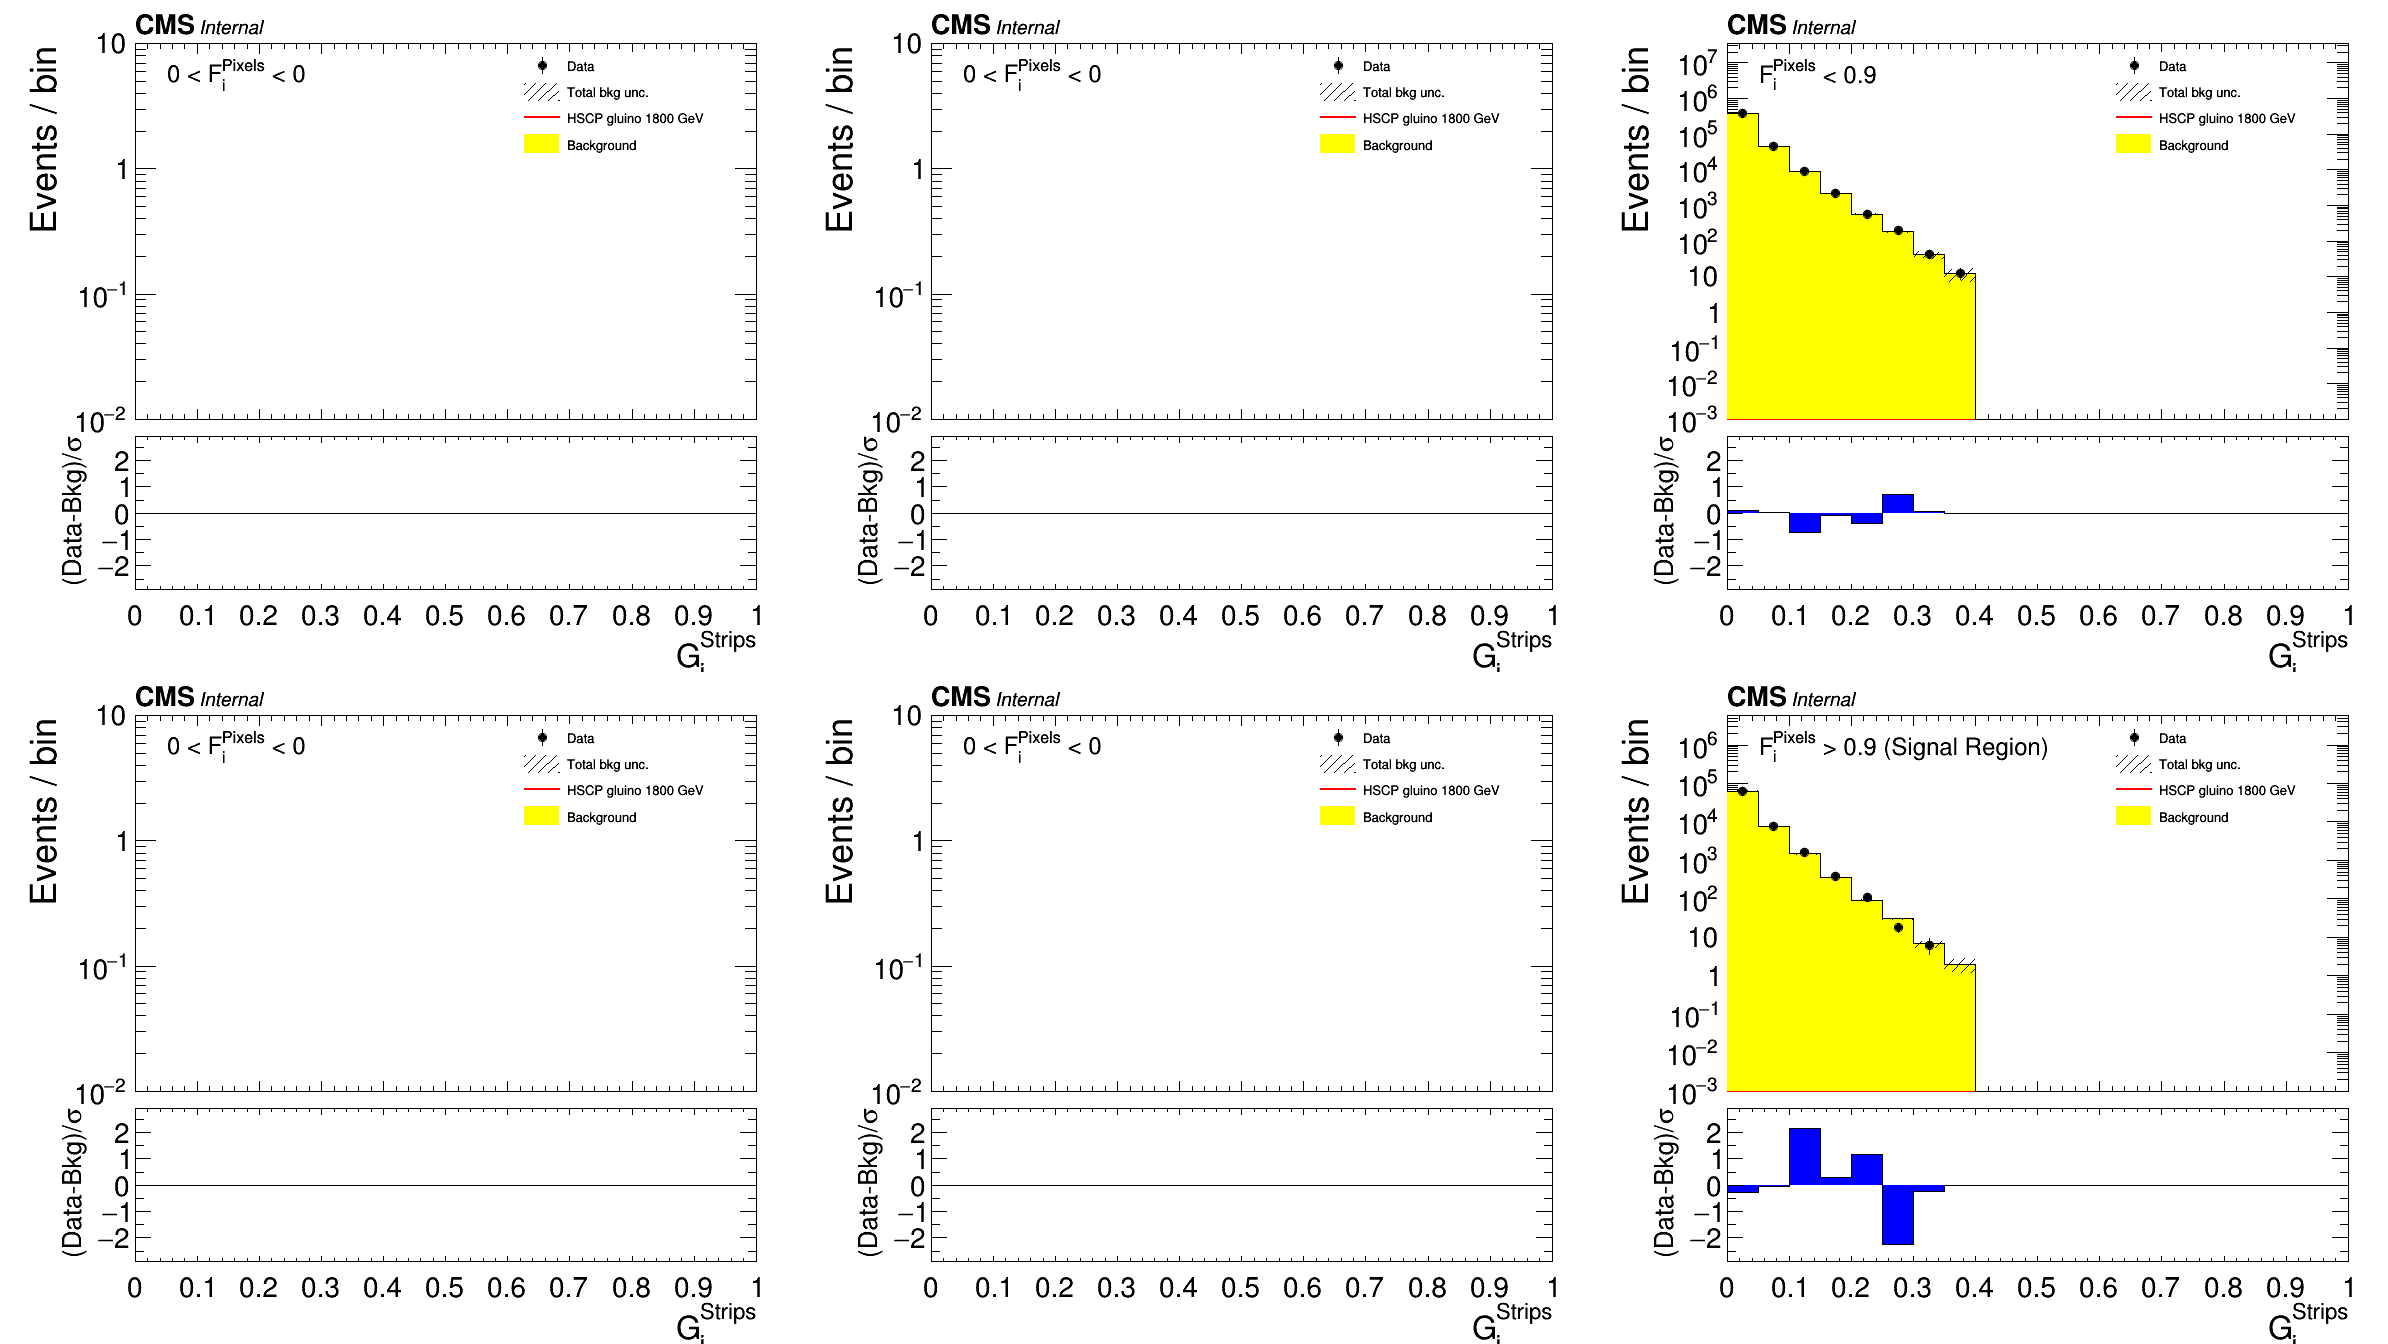 CMS Internal
Events / bin
0 < F_i^Pixels < 0
Data
Total bkg unc.
HSCP gluino 1800 GeV
Background
10
1
10^−1
10^−2
(Data-Bkg)/σ
2
1
0
−1
−2
0 0.1 0.2 0.3 0.4 0.5 0.6 0.7 0.8 0.9 1
G_i^Strips
CMS Internal
Events / bin
0 < F_i^Pixels < 0
Data
Total bkg unc.
HSCP gluino 1800 GeV
Background
10
1
10^−1
10^−2
(Data-Bkg)/σ
2
1
0
−1
−2
0 0.1 0.2 0.3 0.4 0.5 0.6 0.7 0.8 0.9 1
G_i^Strips
CMS Internal
Events / bin
F_i^Pixels < 0.9
Data
Total bkg unc.
HSCP gluino 1800 GeV
Background
10^7
10^6
10^5
10^4
10^3
10^2
10
1
10^−1
10^−2
10^−3
(Data-Bkg)/σ
2
1
0
−1
−2
0 0.1 0.2 0.3 0.4 0.5 0.6 0.7 0.8 0.9 1
G_i^Strips
CMS Internal
Events / bin
0 < F_i^Pixels < 0
Data
Total bkg unc.
HSCP gluino 1800 GeV
Background
10
1
10^−1
10^−2
(Data-Bkg)/σ
2
1
0
−1
−2
0 0.1 0.2 0.3 0.4 0.5 0.6 0.7 0.8 0.9 1
G_i^Strips
CMS Internal
Events / bin
0 < F_i^Pixels < 0
Data
Total bkg unc.
HSCP gluino 1800 GeV
Background
10
1
10^−1
10^−2
(Data-Bkg)/σ
2
1
0
−1
−2
0 0.1 0.2 0.3 0.4 0.5 0.6 0.7 0.8 0.9 1
G_i^Strips
CMS Internal
Events / bin
F_i^Pixels > 0.9 (Signal Region)
Data
Total bkg unc.
HSCP gluino 1800 GeV
Background
10^6
10^5
10^4
10^3
10^2
10
1
10^−1
10^−2
10^−3
(Data-Bkg)/σ
2
1
0
−1
−2
0 0.1 0.2 0.3 0.4 0.5 0.6 0.7 0.8 0.9 1
G_i^Strips